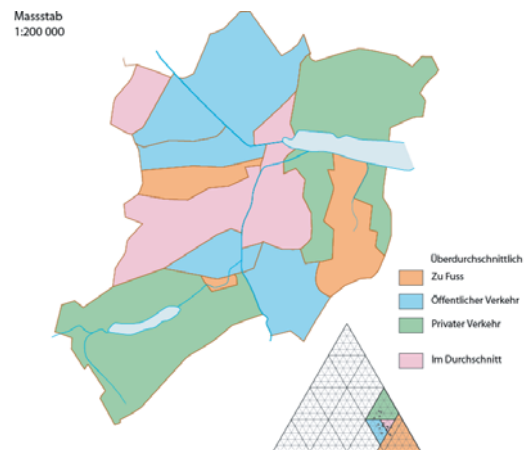 Massstab
1:200 000
Überdurchschnittlich
Zu Fuss
Öffentlicher Verkehr
Privater Verkehr
Im Durchschnitt